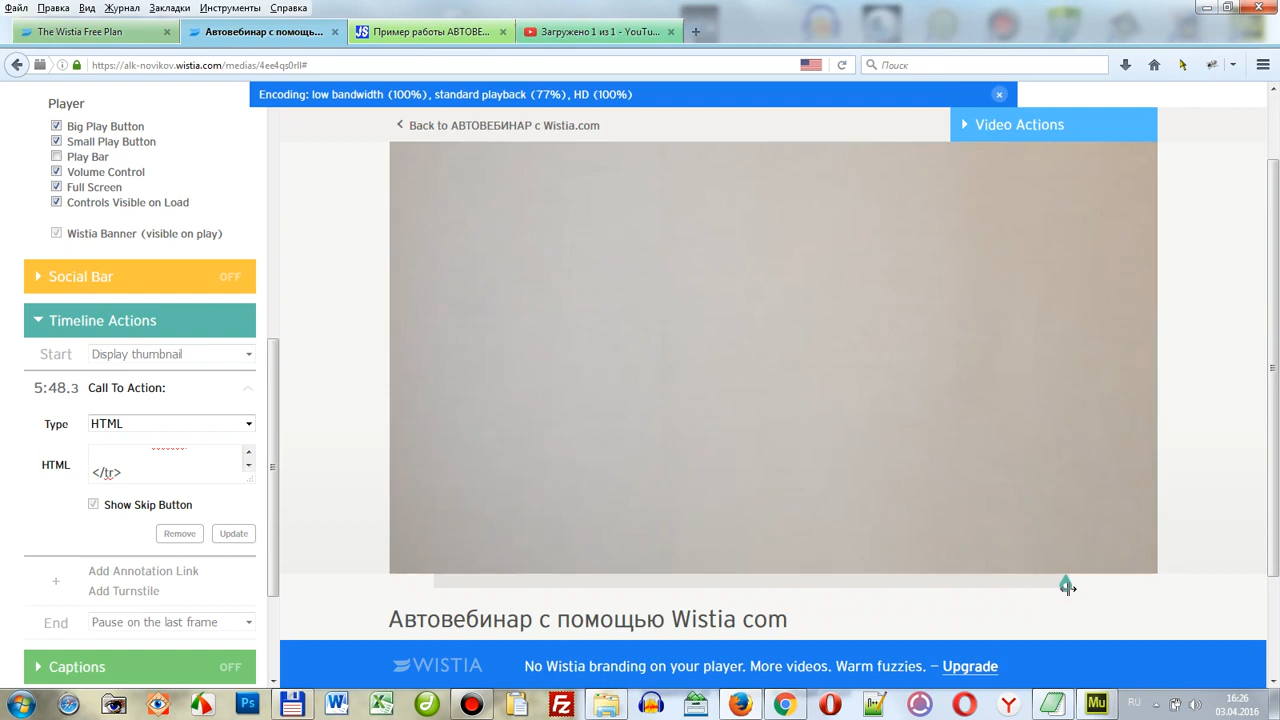 Файл Правка Вид Журнал Закладки Инструменты Справка
The Wistia Free Plan × Автовебинар с помощь... × JS Пример работы АВТОВЕ... × Загружено 1 из 1 - YouTu... × +
https://alk-novikov.wistia.com/medias/4ee4qs0rll# Поиск
Encoding: low bandwidth (100%), standard playback (77%), HD (100%) ×
Back to АВТОВЕБИНАР с Wistia.com
Video Actions
Player
Big Play Button
Small Play Button
Play Bar
Volume Control
Full Screen
Controls Visible on Load
Wistia Banner (visible on play)
Social Bar OFF
Timeline Actions
Start Display thumbnail
5:48.3 Call To Action:
Type HTML
HTML </tr>
Show Skip Button
Remove Update
+ Add Annotation Link
Add Turnstile
End Pause on the last frame
Captions OFF
Автовебинар с помощью Wistia com
WISTIA No Wistia branding on your player. More videos. Warm fuzzies. – Upgrade
Ps W X Fz Y Mu RU 16:26
03.04.2016